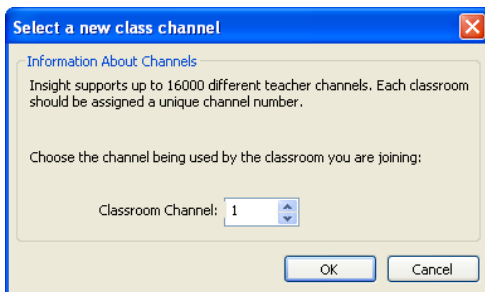 Select a new class channel
Information About Channels
Insight supports up to 16000 different teacher channels. Each classroom
should be assigned a unique channel number.
Choose the channel being used by the classroom you are joining:
Classroom Channel: 1
OK Cancel